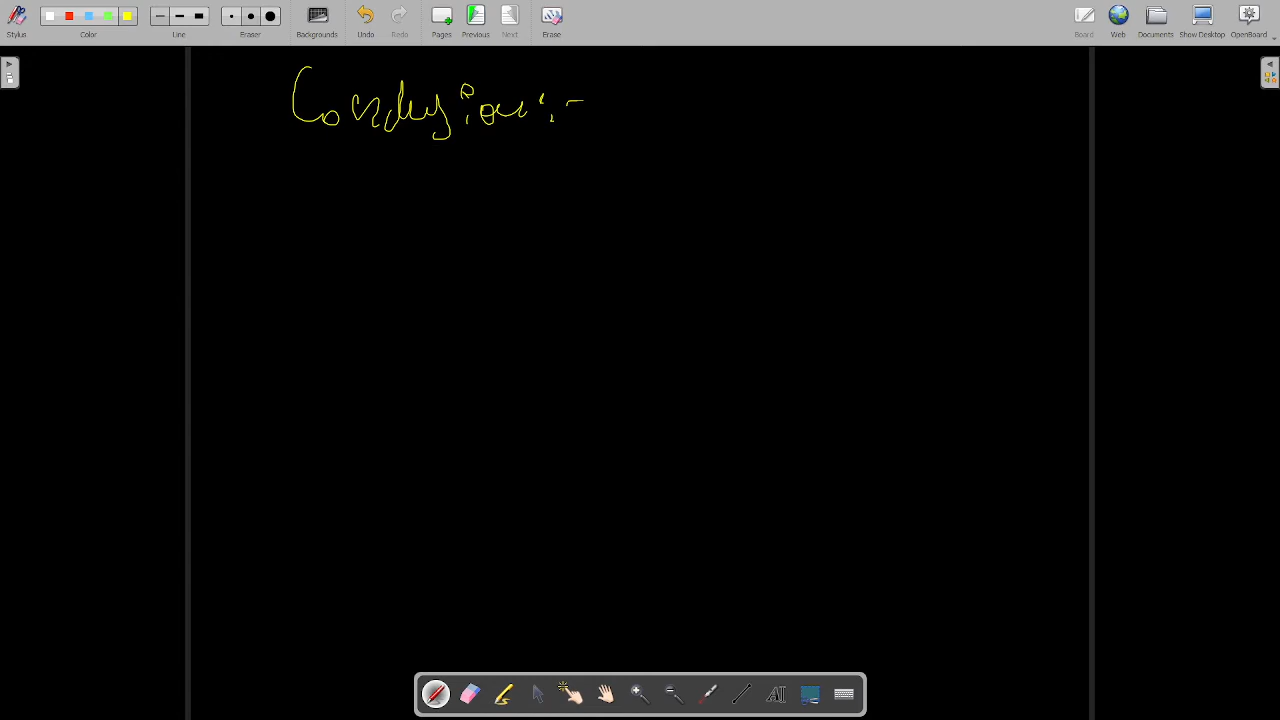 Stylus
Color
Line
Eraser
Backgrounds
Undo
Redo
Pages
Previous
Next
Erase
Board
Web
Documents
Show Desktop
OpenBoard
Conclusion :-